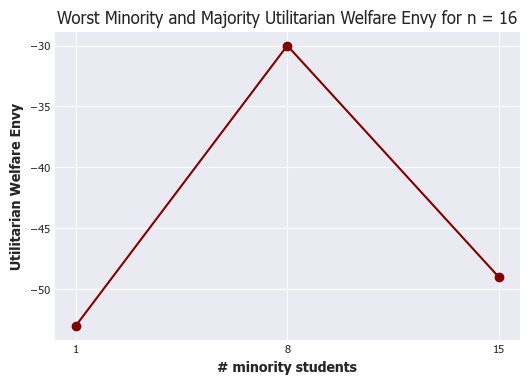 Worst Minority and Majority Utilitarian Welfare Envy for n = 16
Utilitarian Welfare Envy
−30
−35
−40
−45
−50
1
8
15
# minority students